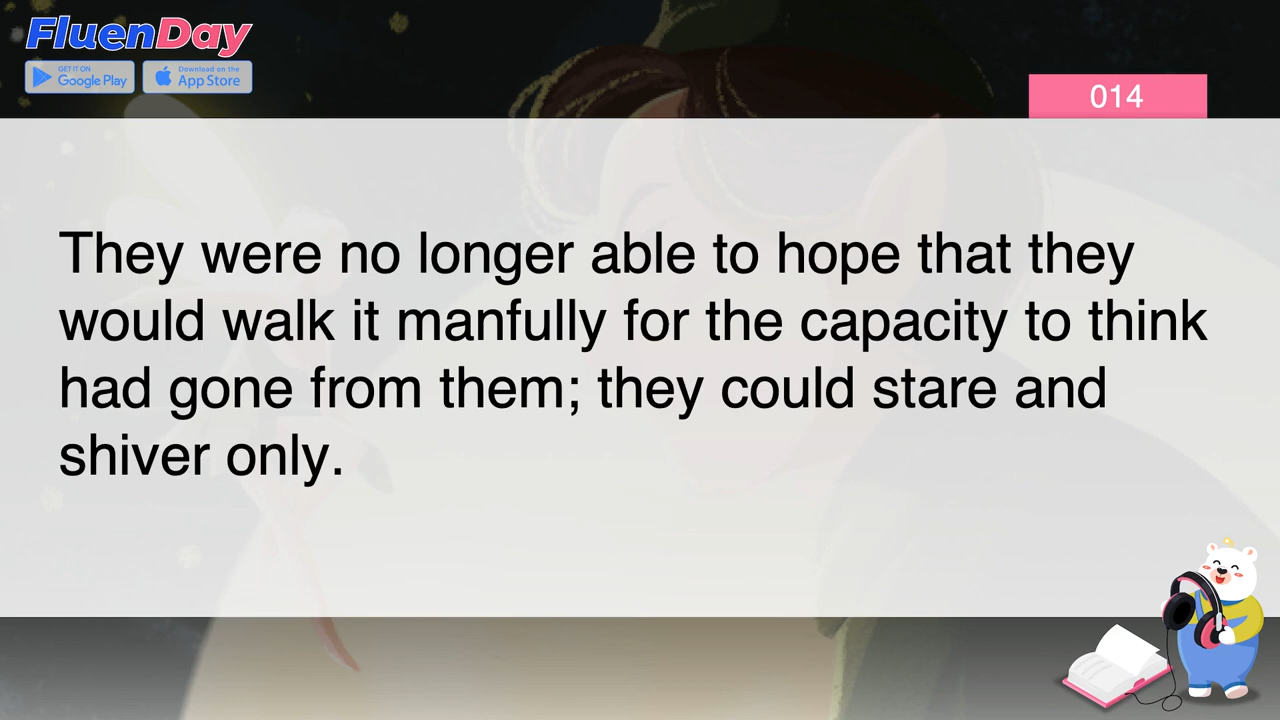 FluenDay
GET IT ON
Google Play
Download on the
App Store
014
They were no longer able to hope that they
would walk it manfully for the capacity to think
had gone from them; they could stare and
shiver only.